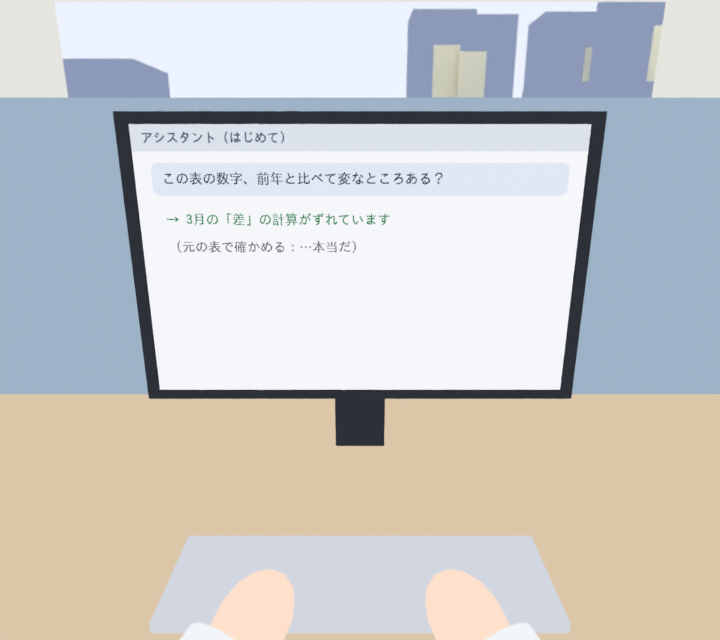 アシスタント（はじめて）
この表の数字、前年と比べて変なところある？
→ 3月の「差」の計算がずれています
（元の表で確かめる：…本当だ）